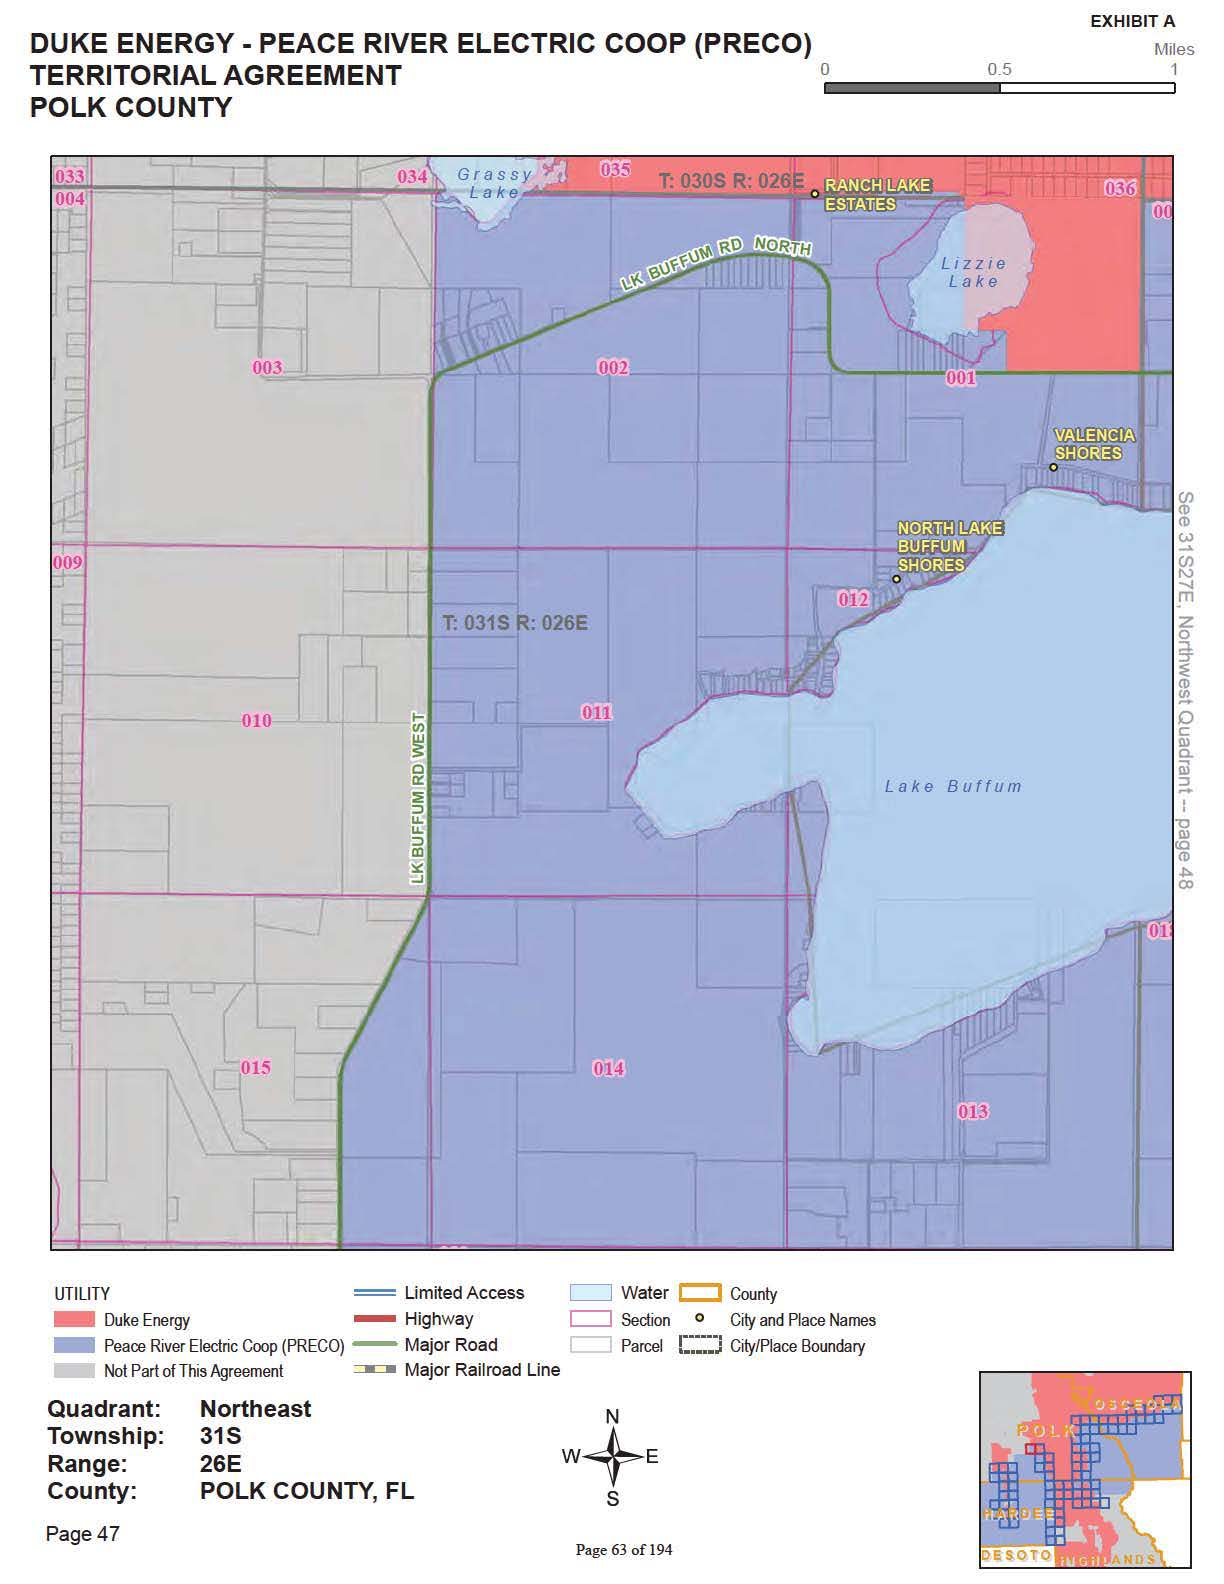 EXHIBIT A
DUKE ENERGY - PEACE RIVER ELECTRIC COOP (PRECO)
TERRITORIAL AGREEMENT
POLK COUNTY
Miles
0 0.5 1
033
034
Grassy
Lake
035
T: 030S R: 026E
RANCH LAKE
ESTATES
036
004
00
LK BUFFUM RD NORTH
Lizzie
Lake
003
002
001
VALENCIA
SHORES
NORTH LAKE
BUFFUM
SHORES
009
012
T: 031S R: 026E
See 31S27E, Northwest Quadrant -- page 48
010
011
LK BUFFUM RD WEST
Lake Buffum
015
014
013
UTILITY
Duke Energy
Peace River Electric Coop (PRECO)
Not Part of This Agreement
Limited Access
Highway
Major Road
Major Railroad Line
Water
Section
Parcel
County
City and Place Names
City/Place Boundary
Quadrant: Northeast
Township: 31S
Range: 26E
County: POLK COUNTY, FL
Page 47
N
W E
S
Page 63 of 194
OSCEOLA
POLK
HARDEE
DESOTO
HIGHLANDS